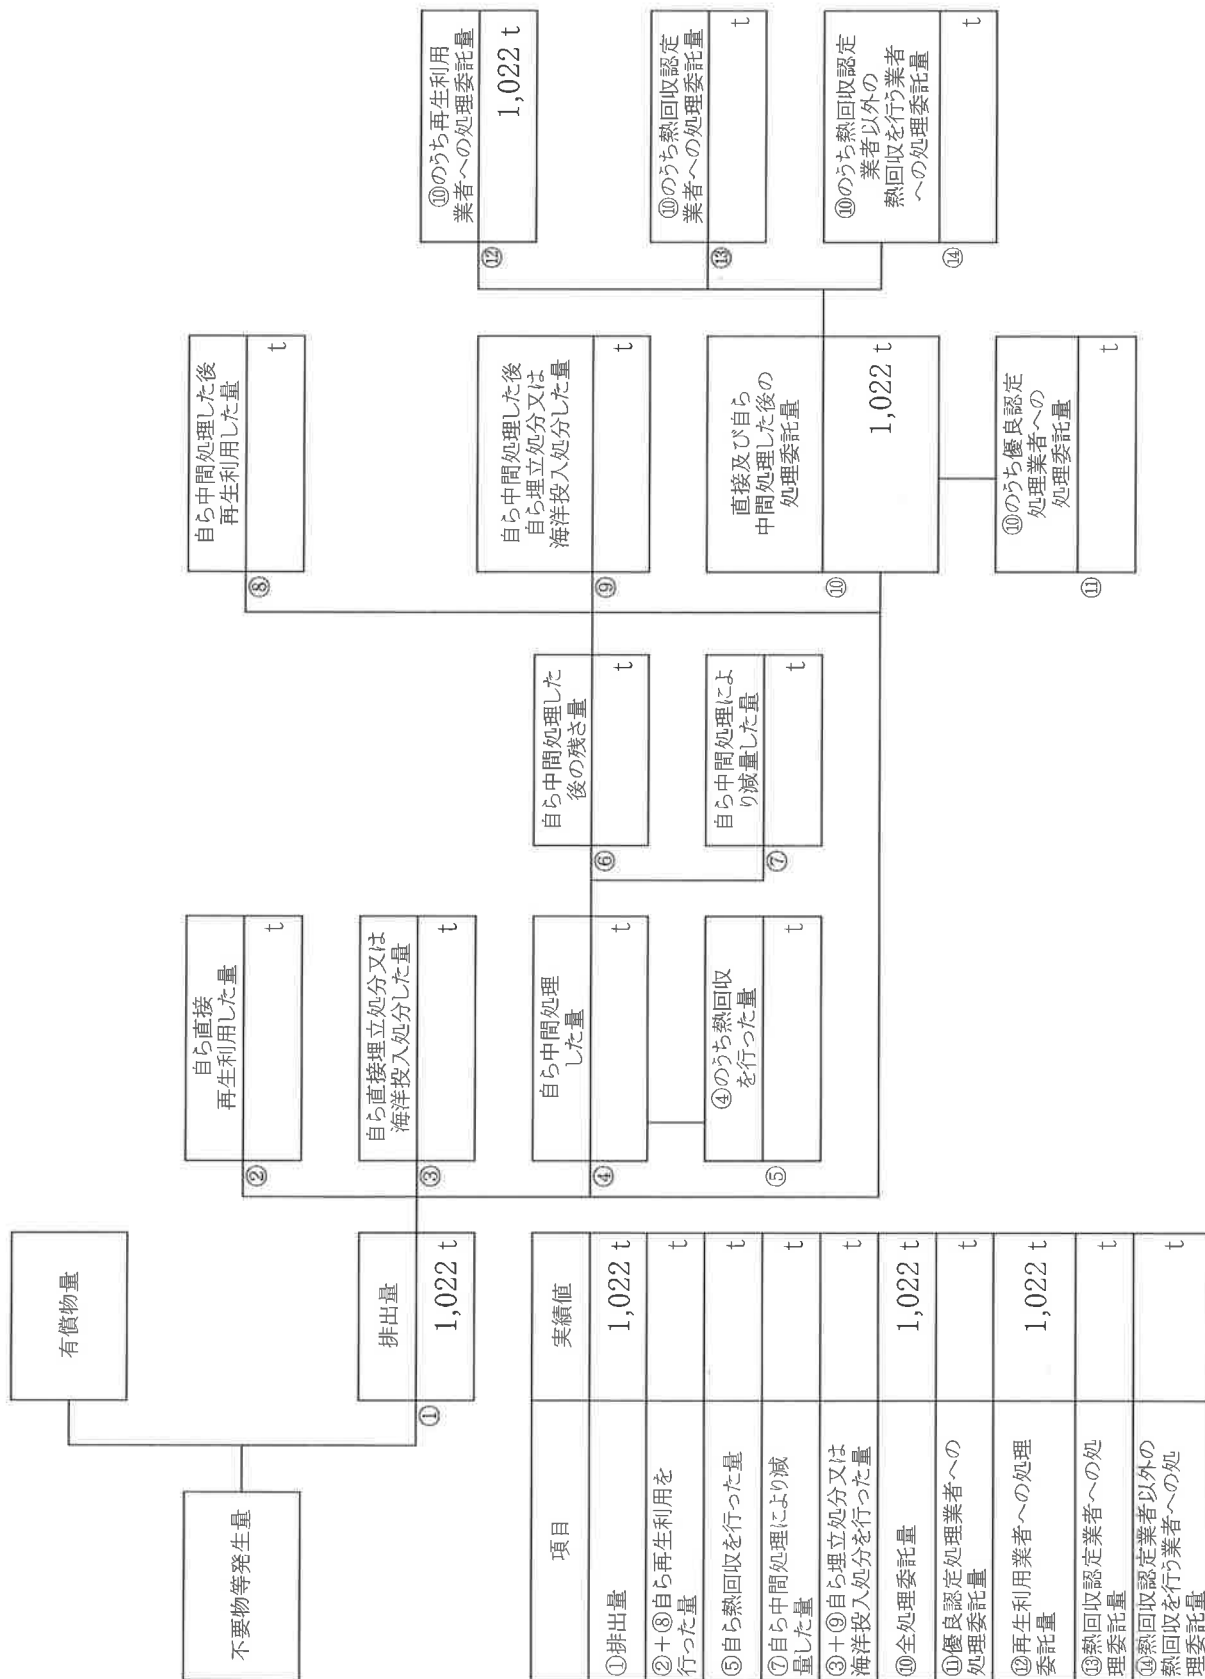 不要物等発生量
有償物量
①
排出量
1,022 t
②
自ら直接
再生利用した量
t
③
自ら直接埋立処分又は
海洋投入処分した量
t
④
自ら中間処理
した量
t
⑤
④のうち熱回収
を行った量
t
⑥
自ら中間処理した
後の残さ量
t
⑦
自ら中間処理によ
り減量した量
t
⑧
自ら中間処理した後
再生利用した量
t
⑨
自ら中間処理した後
自ら埋立処分又は
海洋投入処分した量
t
⑩
直接及び自ら
中間処理した後の
処理委託量
1,022 t
⑪
⑩のうち優良認定
処理業者への
処理委託量
t
⑫
⑩のうち再生利用
業者への処理委託量
1,022 t
⑬
⑩のうち熱回収認定
業者への処理委託量
t
⑭
⑩のうち熱回収認定
業者以外の
熱回収を行う業者
への処理委託量
t
項目 実績値
①排出量 1,022 t
②+⑧自ら再生利用を
行った量 t
⑤自ら熱回収を行った量 t
⑦自ら中間処理により減
量した量 t
③+⑨自ら埋立処分又は
海洋投入処分を行った量 t
⑩全処理委託量 1,022 t
⑪優良認定処理業者への
処理委託量 t
⑫再生利用業者への処理
委託量 1,022 t
⑬熱回収認定業者への処
理委託量 t
⑭熱回収認定業者以外の
熱回収を行う業者への処
理委託量 t